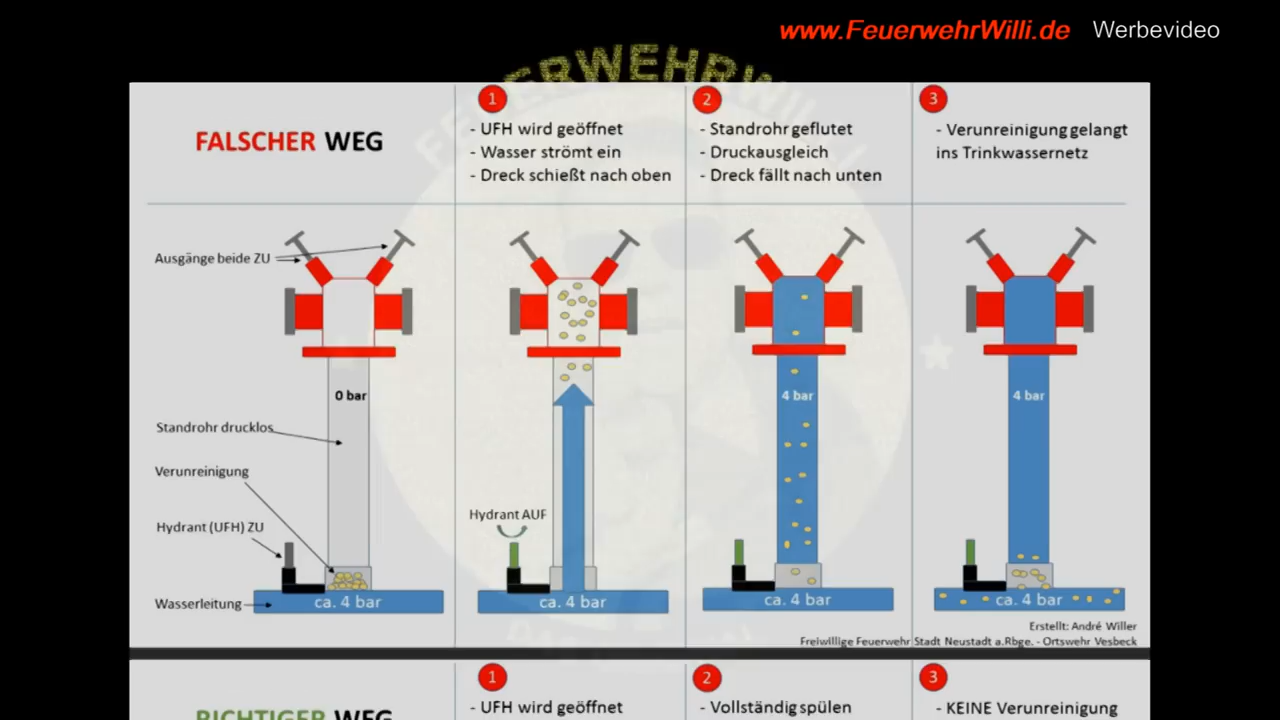 www.FeuerwehrWilli.de Werbevideo
FEUERWEHRWILLI
FALSCHER WEG
1
- UFH wird geöffnet
- Wasser strömt ein
- Dreck schießt nach oben
2
- Standrohr geflutet
- Druckausgleich
- Dreck fällt nach unten
3
- Verunreinigung gelangt
ins Trinkwassernetz
Ausgänge beide ZU
0 bar
Standrohr drucklos
Verunreinigung
Hydrant (UFH) ZU
Wasserleitung
ca. 4 bar
Hydrant AUF
ca. 4 bar
4 bar
ca. 4 bar
4 bar
ca. 4 bar
Erstellt: André Willer
Freiwillige Feuerwehr Stadt Neustadt a.Rbge. - Ortswehr Vesbeck
RICHTIGER WEG
1
- UFH wird geöffnet
2
- Vollständig spülen
3
- KEINE Verunreinigung